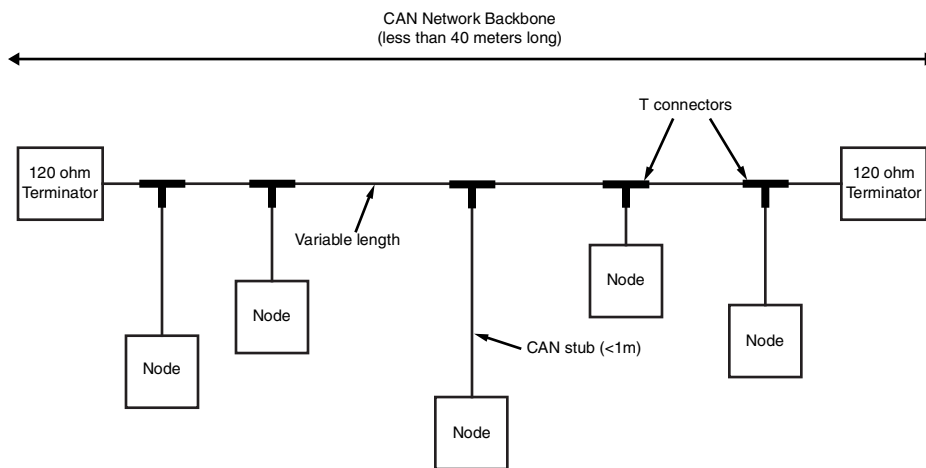 CAN Network Backbone
(less than 40 meters long)
T connectors
120 ohm
Terminator
120 ohm
Terminator
Variable length
Node
Node
Node
Node
CAN stub (<1m)
Node